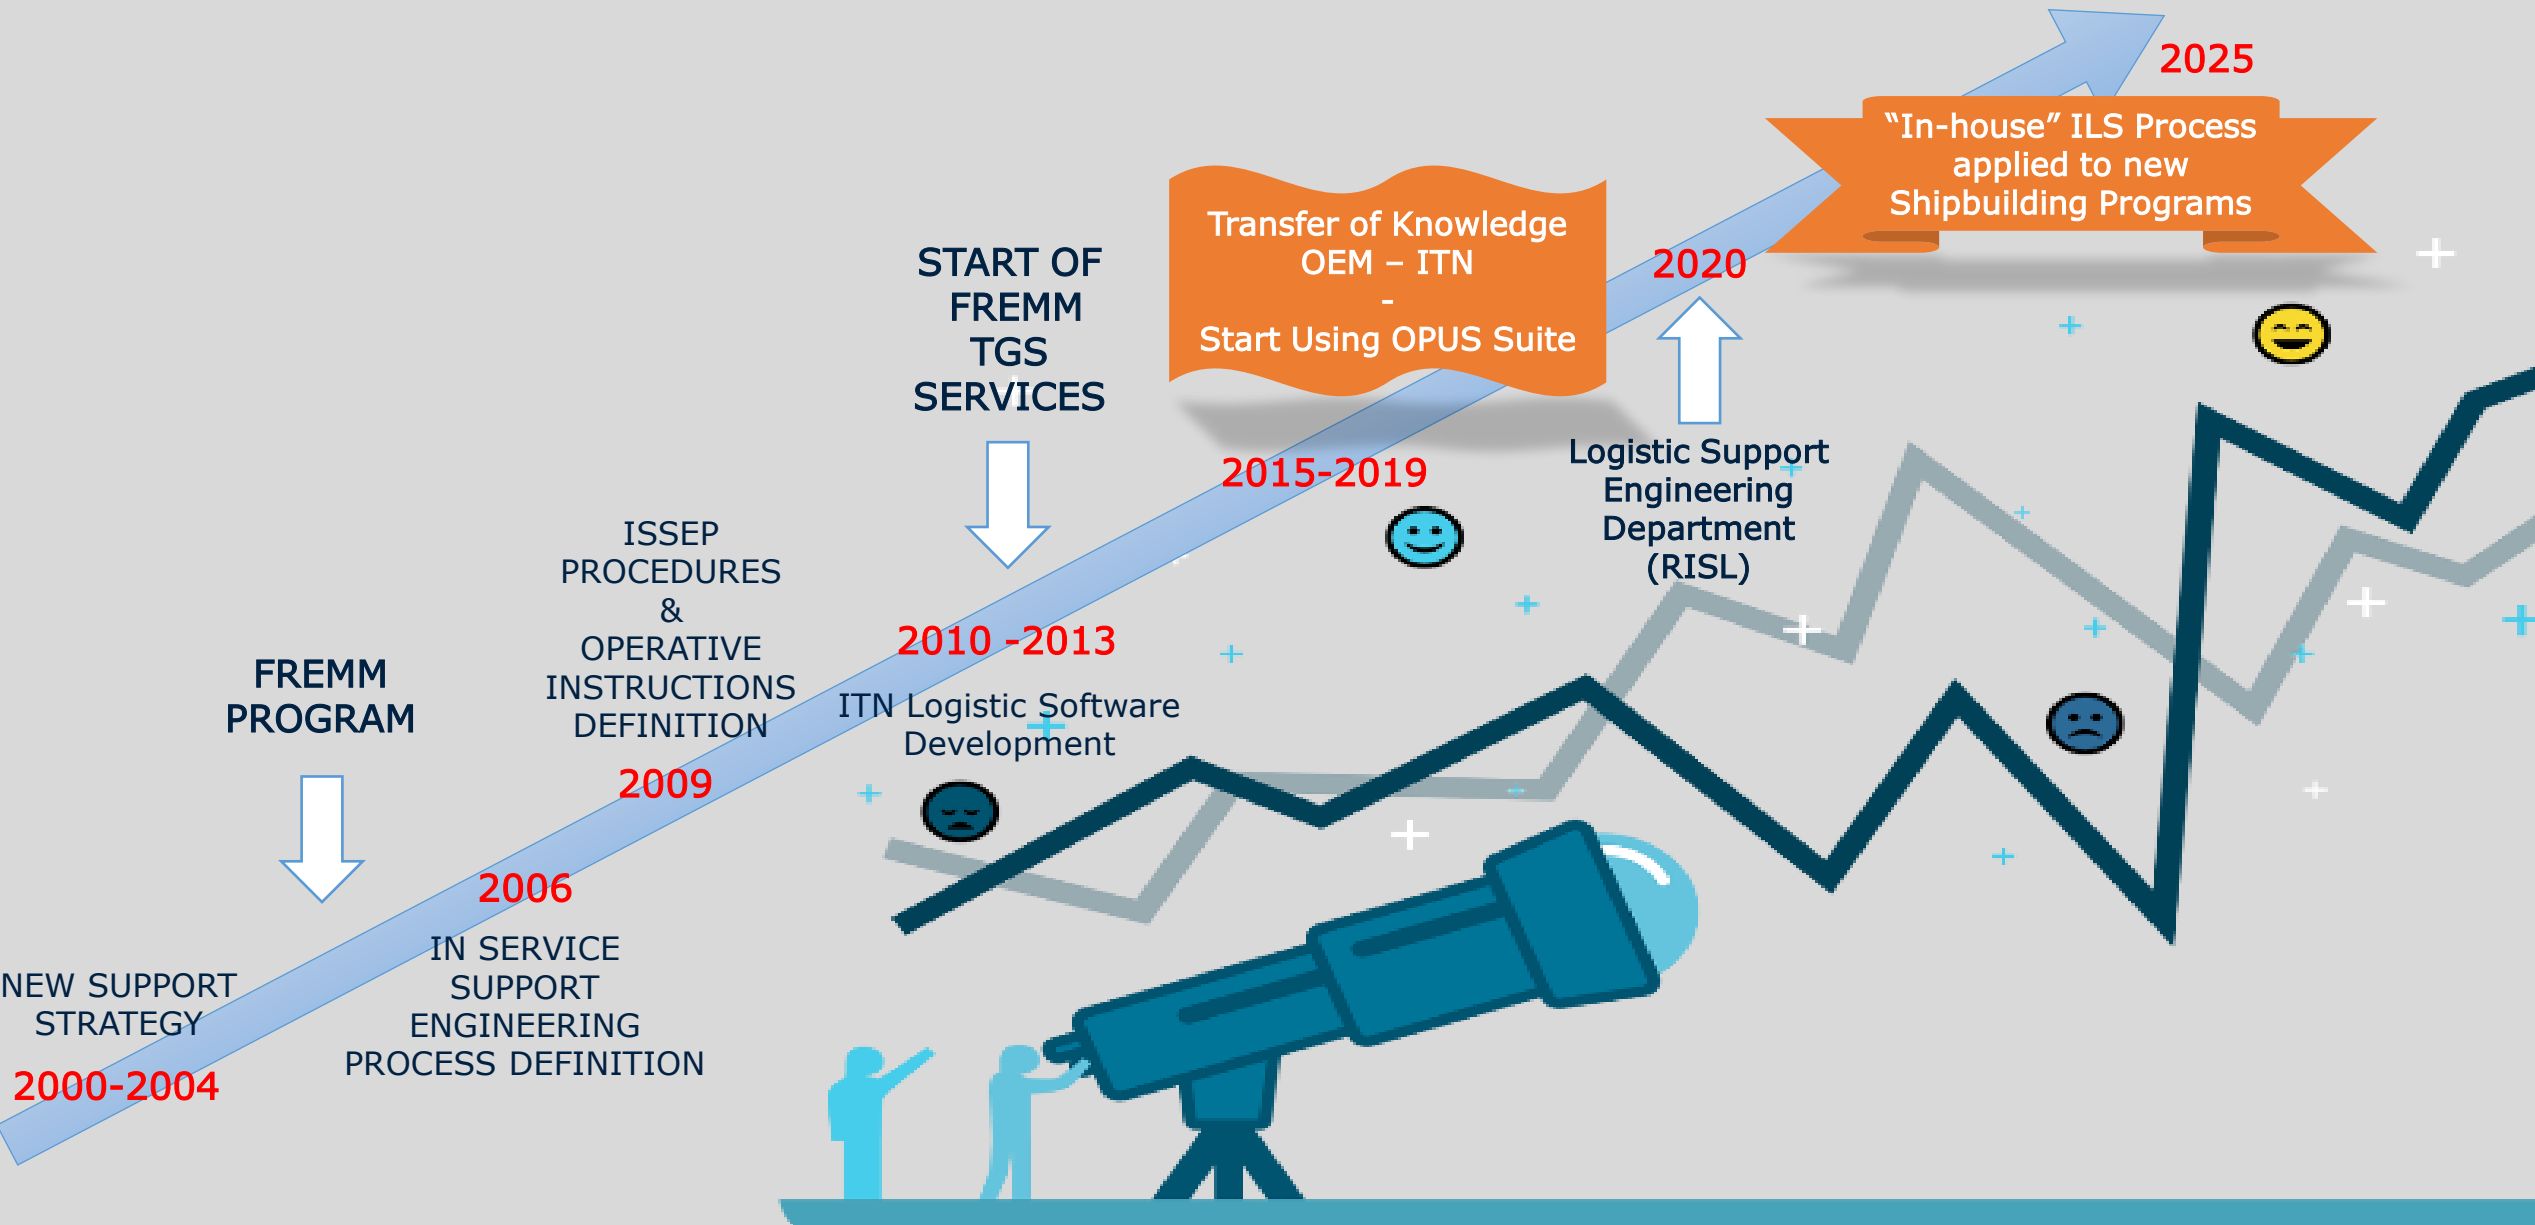 NEW SUPPORT
STRATEGY
2000-2004
FREMM
PROGRAM
2006
IN SERVICE
SUPPORT
ENGINEERING
PROCESS DEFINITION
ISSEP
PROCEDURES
&
OPERATIVE
INSTRUCTIONS
DEFINITION
2009
START OF
FREMM
TGS
SERVICES
2010 -2013
ITN Logistic Software
Development
Transfer of Knowledge
OEM – ITN
-
Start Using OPUS Suite
2015-2019
2020
Logistic Support
Engineering
Department
(RISL)
2025
“In-house” ILS Process
applied to new
Shipbuilding Programs